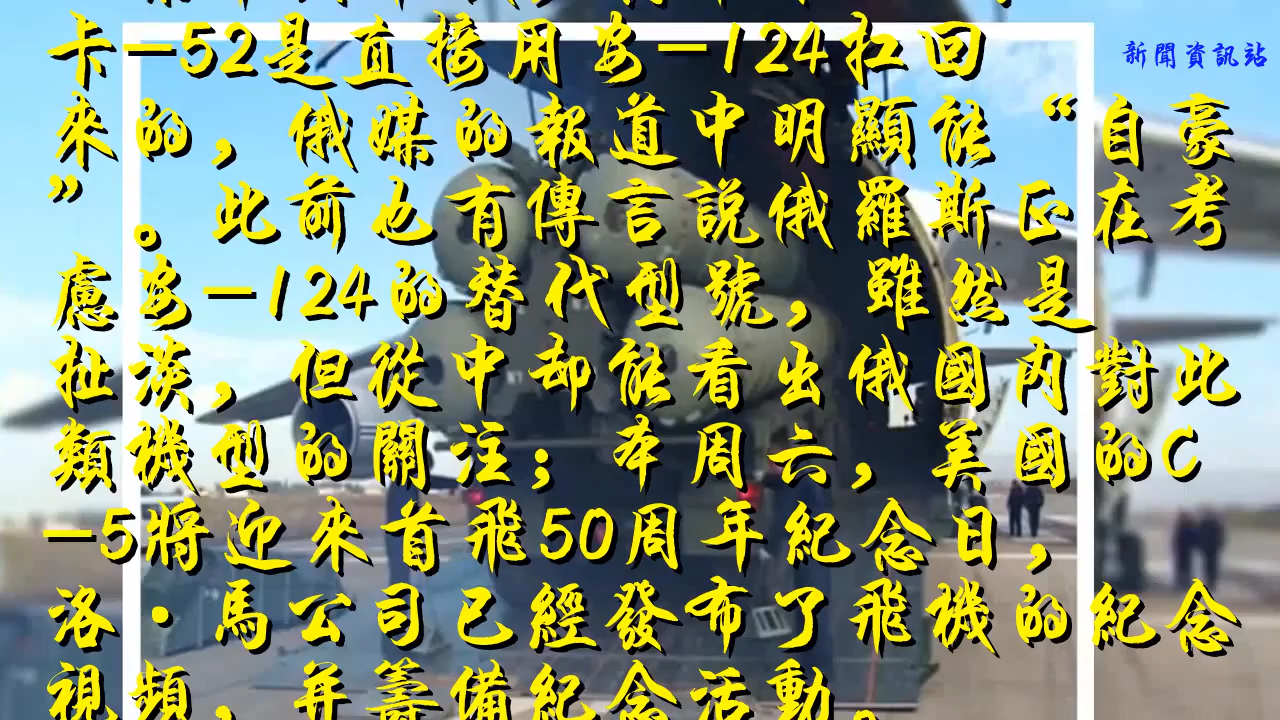 卡-52是直接用安-124扛回
新聞資訊站
來的，俄媒的報道中明顯能“自豪
”。此前也有傳言說俄羅斯正在考
慮安-124的替代型號，雖然是
扯淡，但從中却能看出俄國内對此
類機型的關注；本周六，美國的C
-5將迎來首飛50周年紀念日，
洛·馬公司已經發布了飛機的紀念
視頻，并籌備紀念活動。